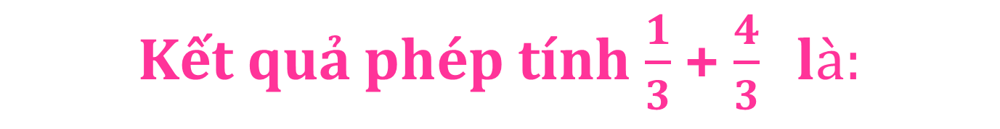 Kết quả phép tính 1/3 + 4/3 là: